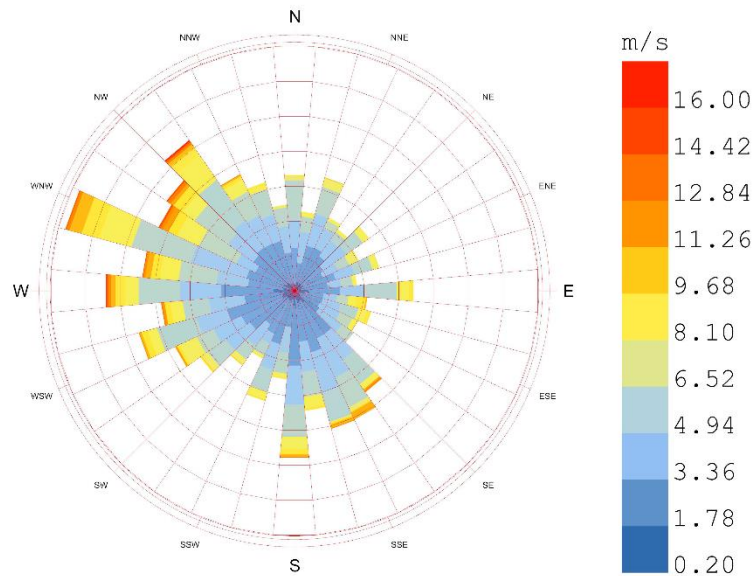 N
NNW
NNE
NW
NE
WNW
ENE
W
E
WSW
ESE
SW
SE
SSW
SSE
S
m/s
16.00
14.42
12.84
11.26
9.68
8.10
6.52
4.94
3.36
1.78
0.20